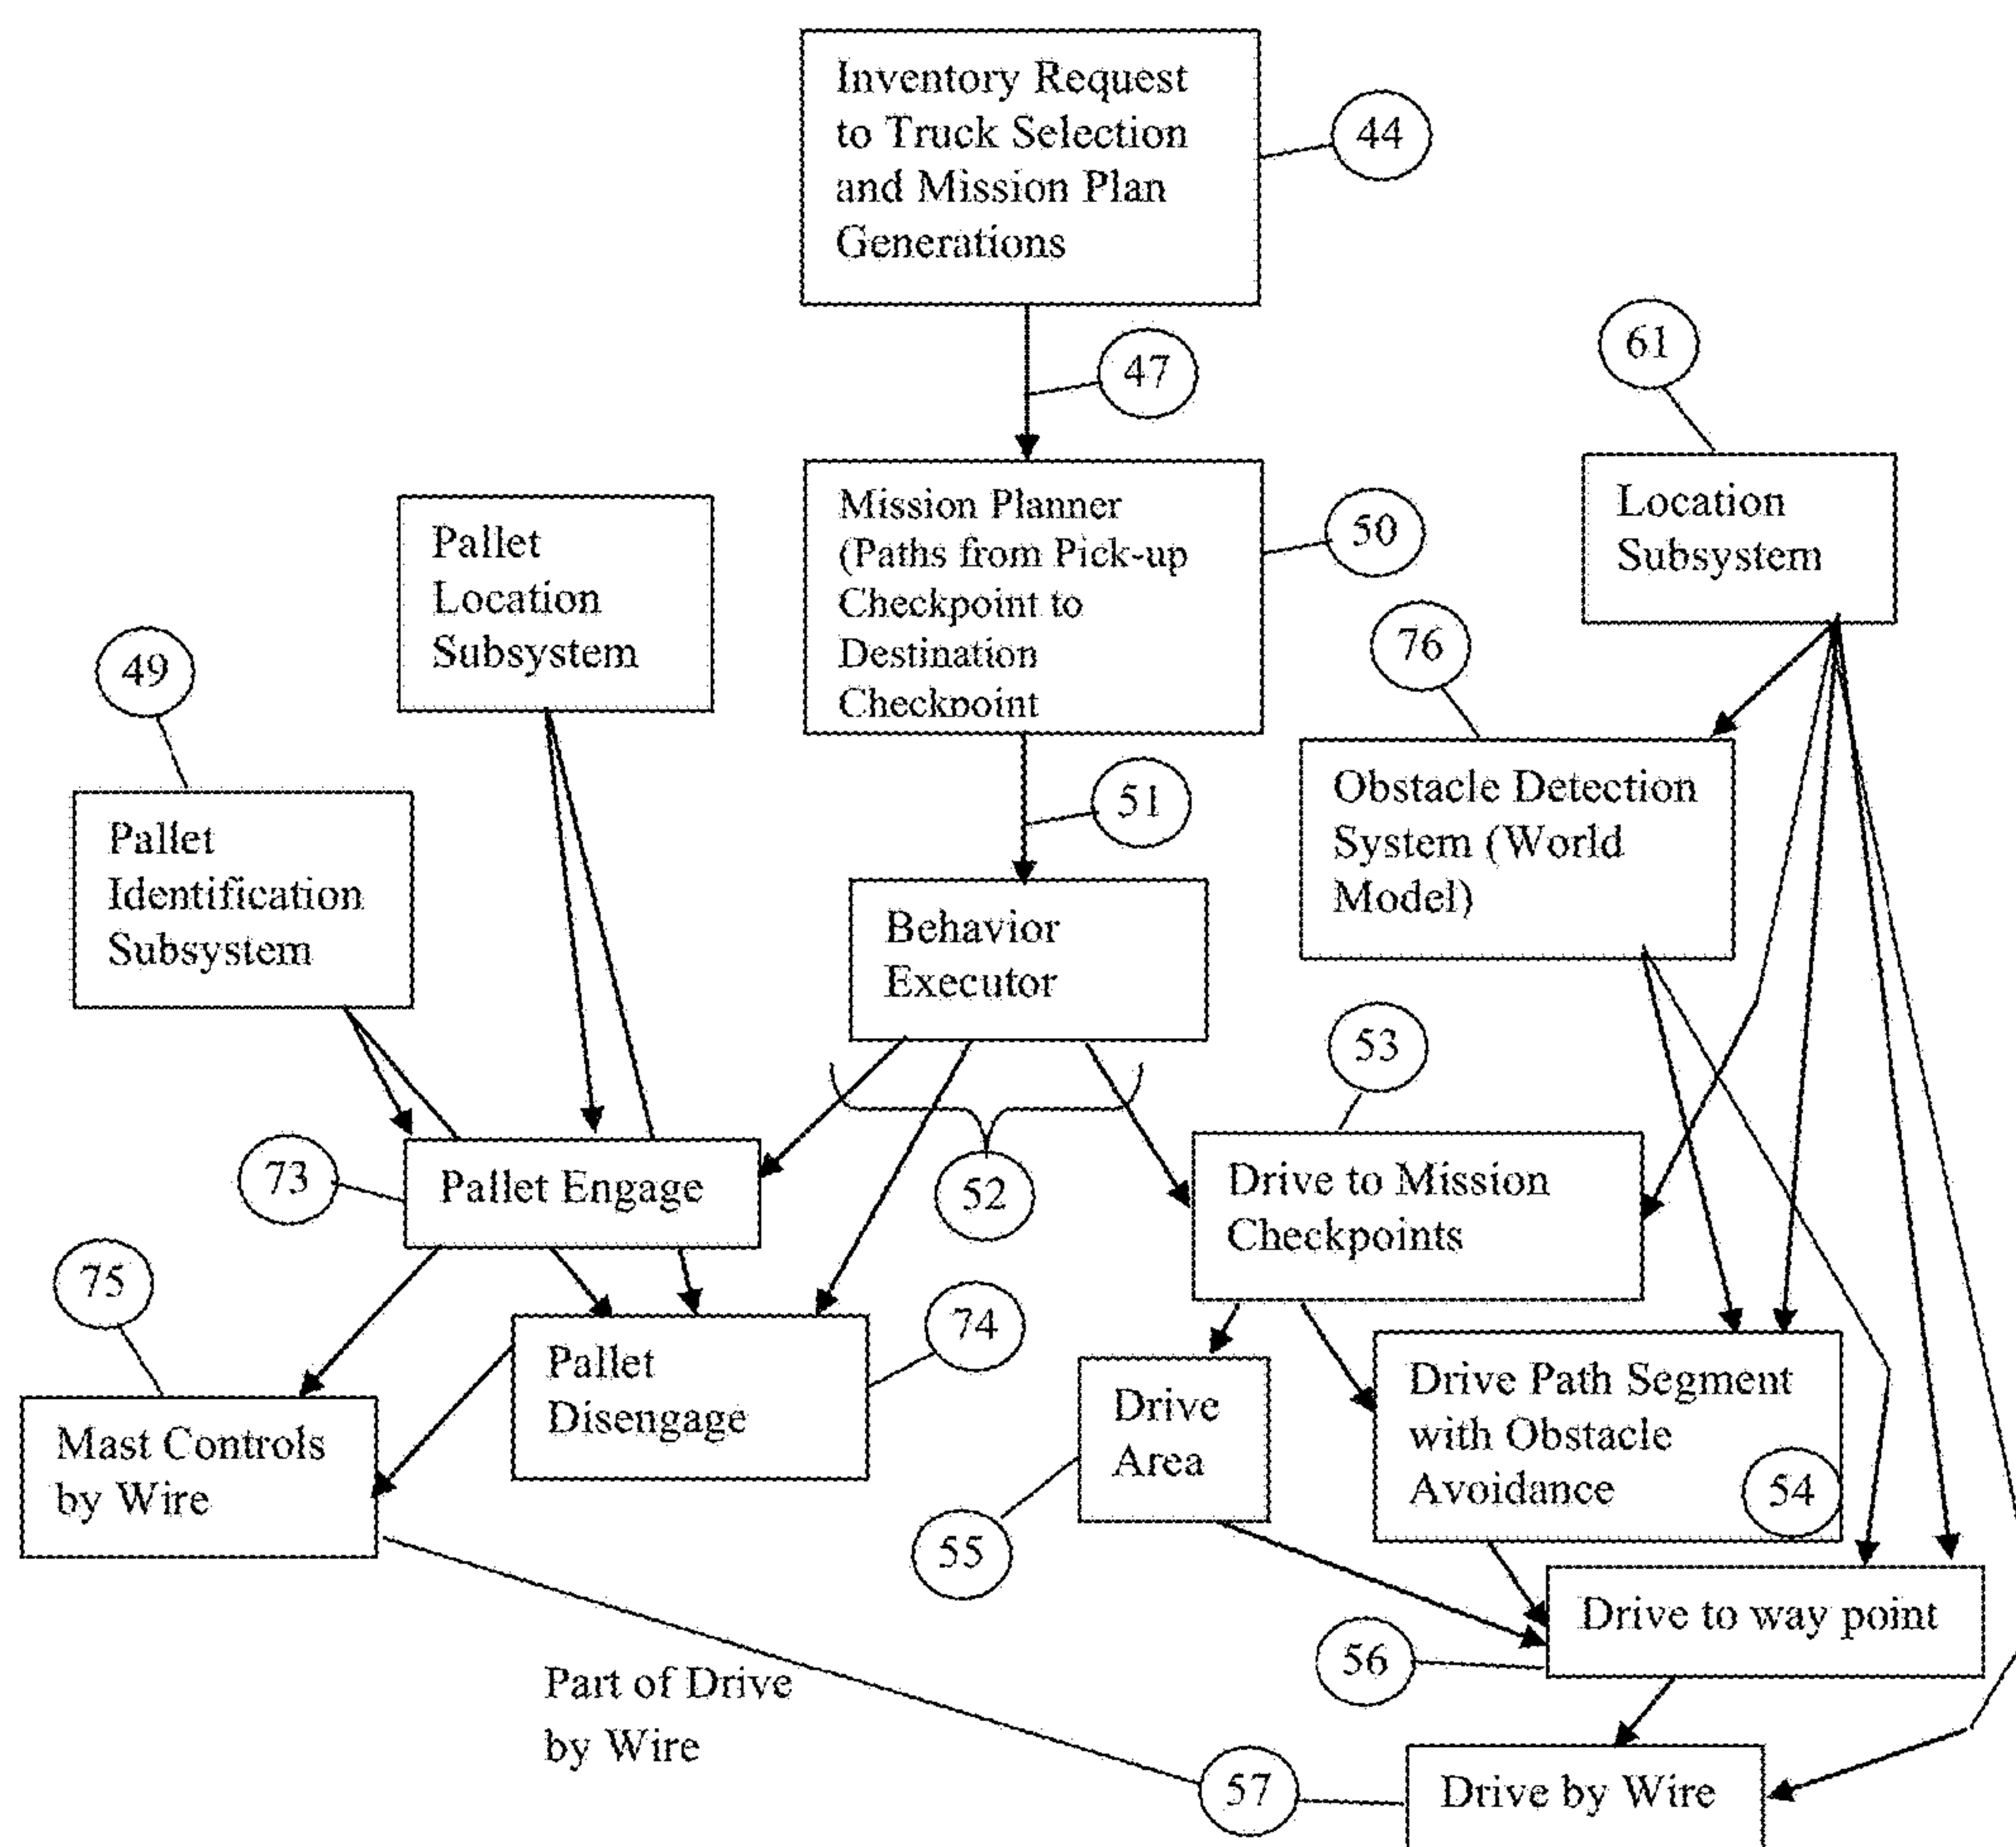 Inventory Request
to Truck Selection
and Mission Plan
Generations
44
47
61
Mission Planner
(Paths from Pick-up
Checkpoint to
Destination
Checkpoint
50
Location
Subsystem
Pallet
Location
Subsystem
49
76
51
Pallet
Identification
Subsystem
Obstacle Detection
System (World
Model)
Behavior
Executor
53
73
Pallet Engage
52
Drive to Mission
Checkpoints
75
74
Pallet
Disengage
Drive
Area
Drive Path Segment
with Obstacle
Avoidance
54
Mast Controls
by Wire
55
Drive to way point
56
Part of Drive
by Wire
57
Drive by Wire